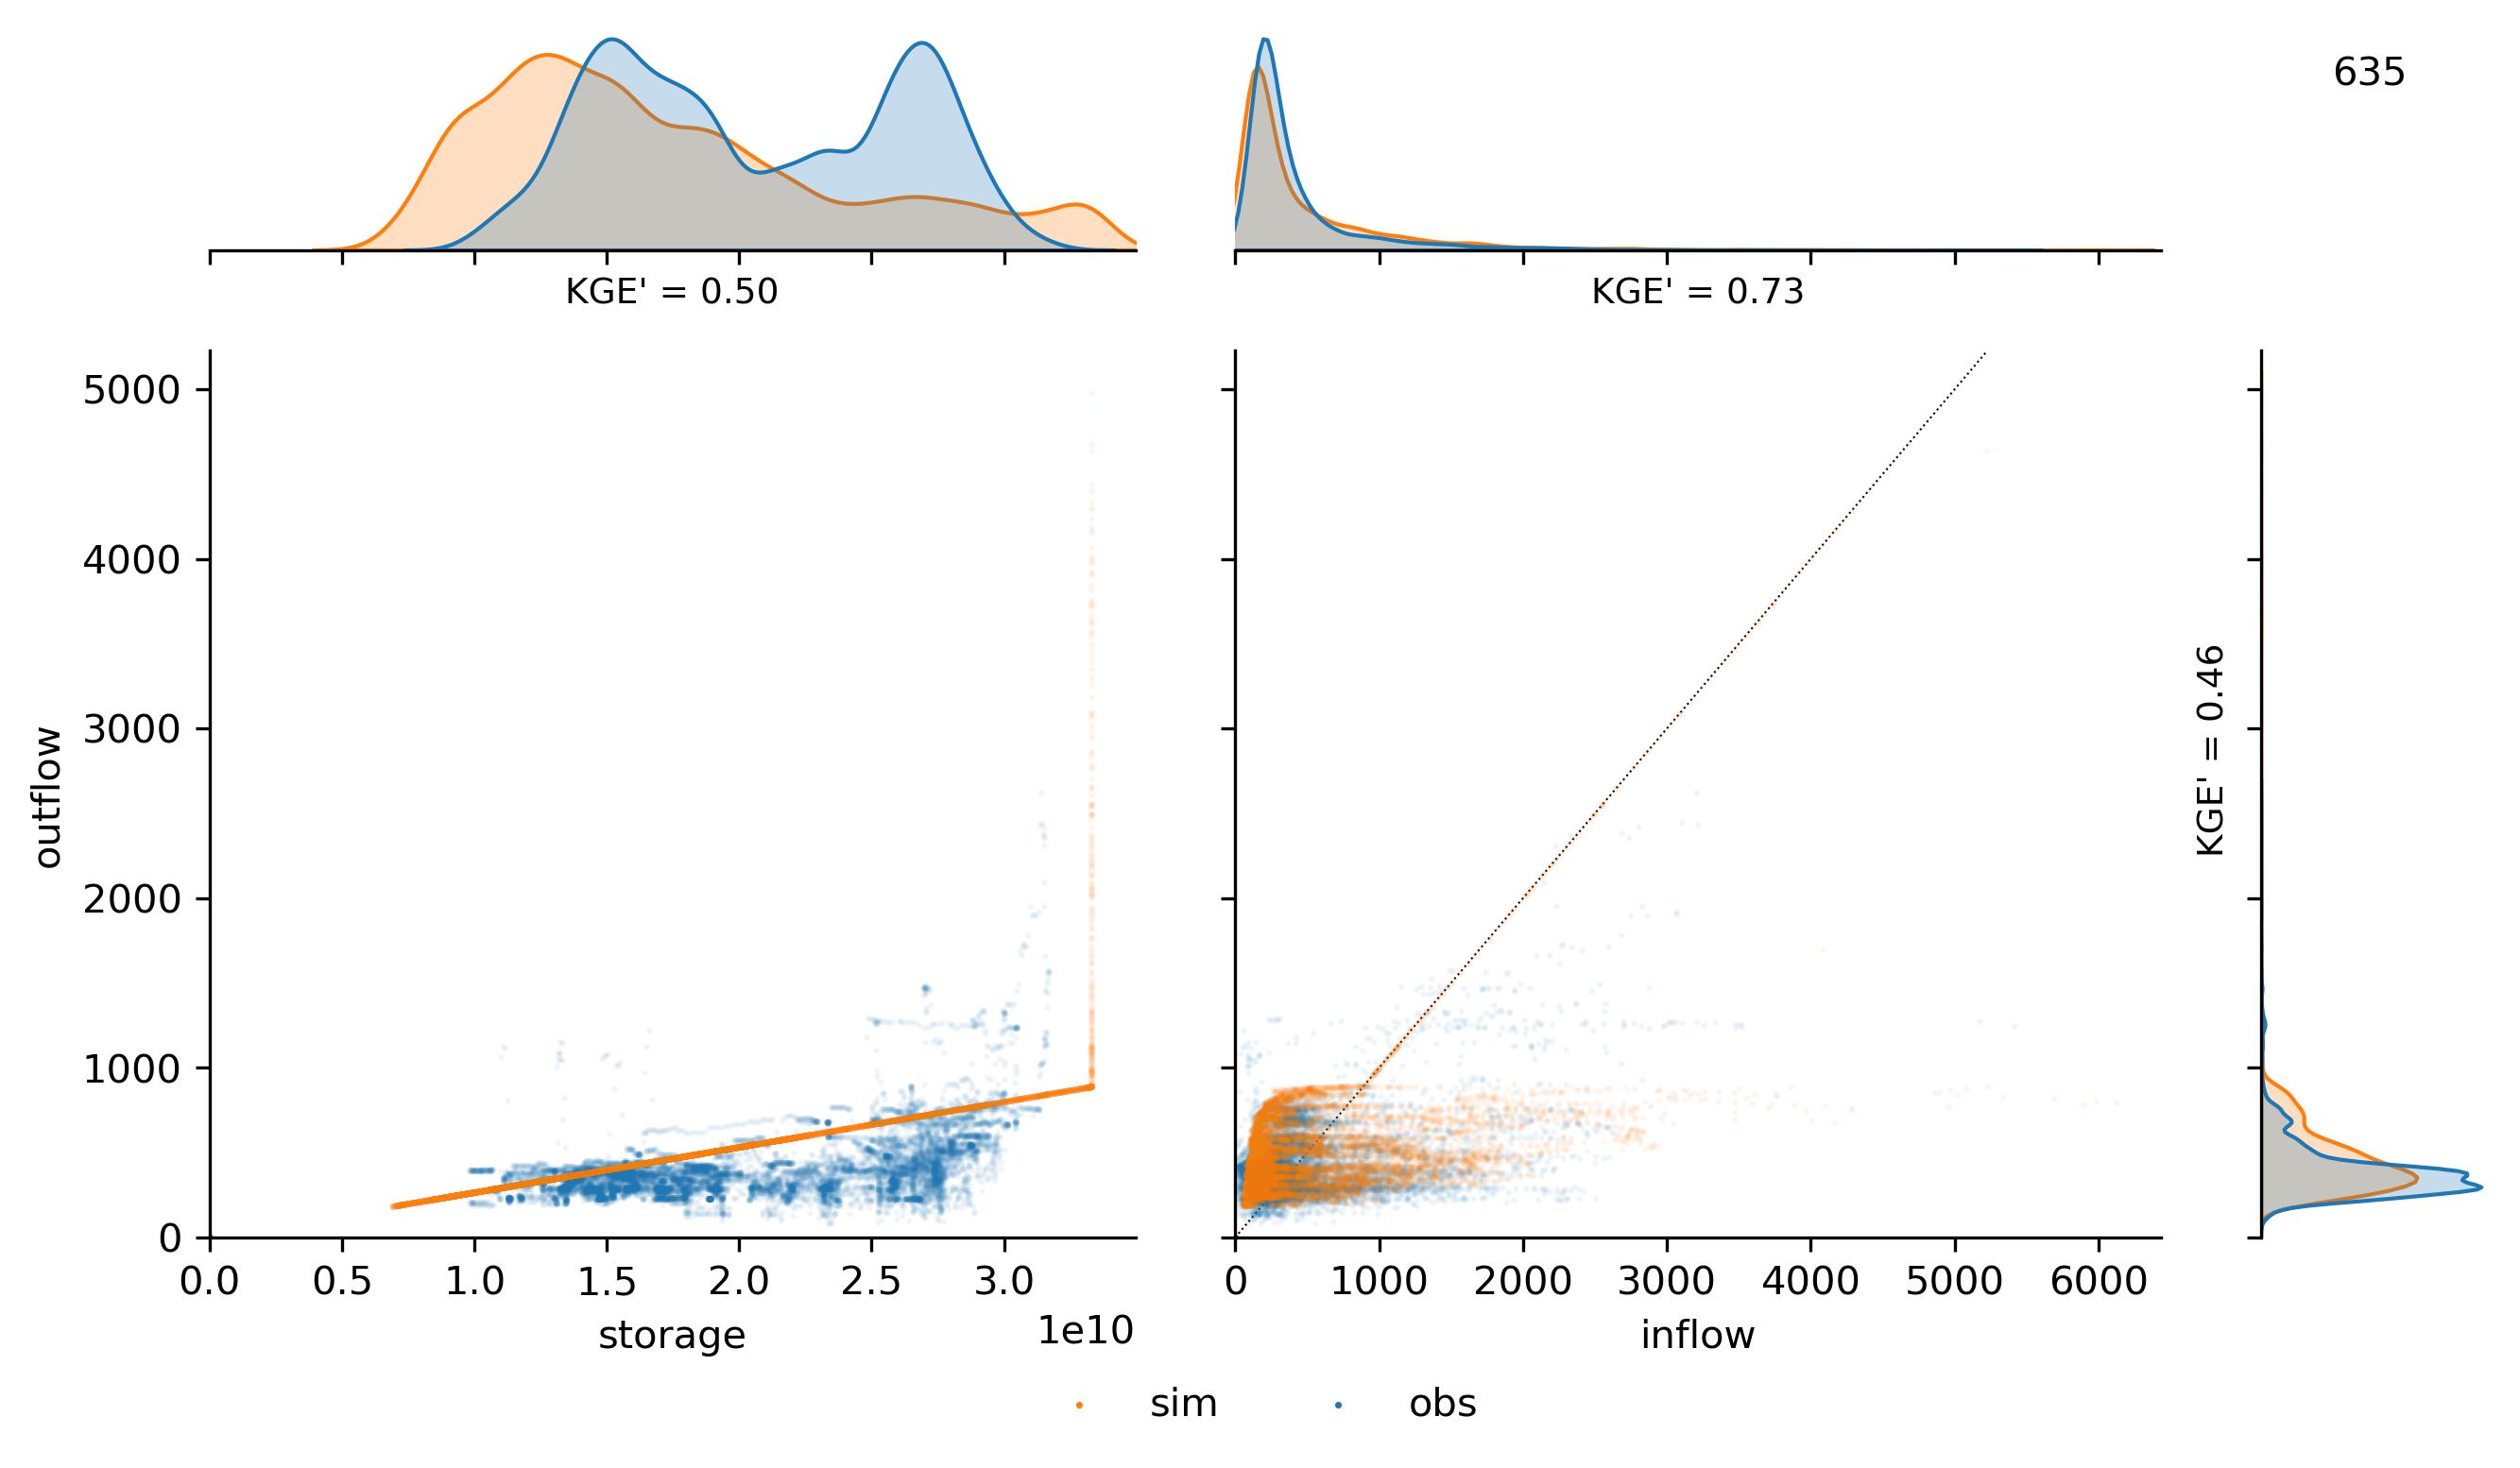 635
KGE' = 0.50
KGE' = 0.73
5000
4000
3000
2000
1000
0
outflow
KGE' = 0.46
0.0 0.5 1.0 1.5 2.0 2.5 3.0
1e10
storage
0 1000 2000 3000 4000 5000 6000
inflow
sim obs